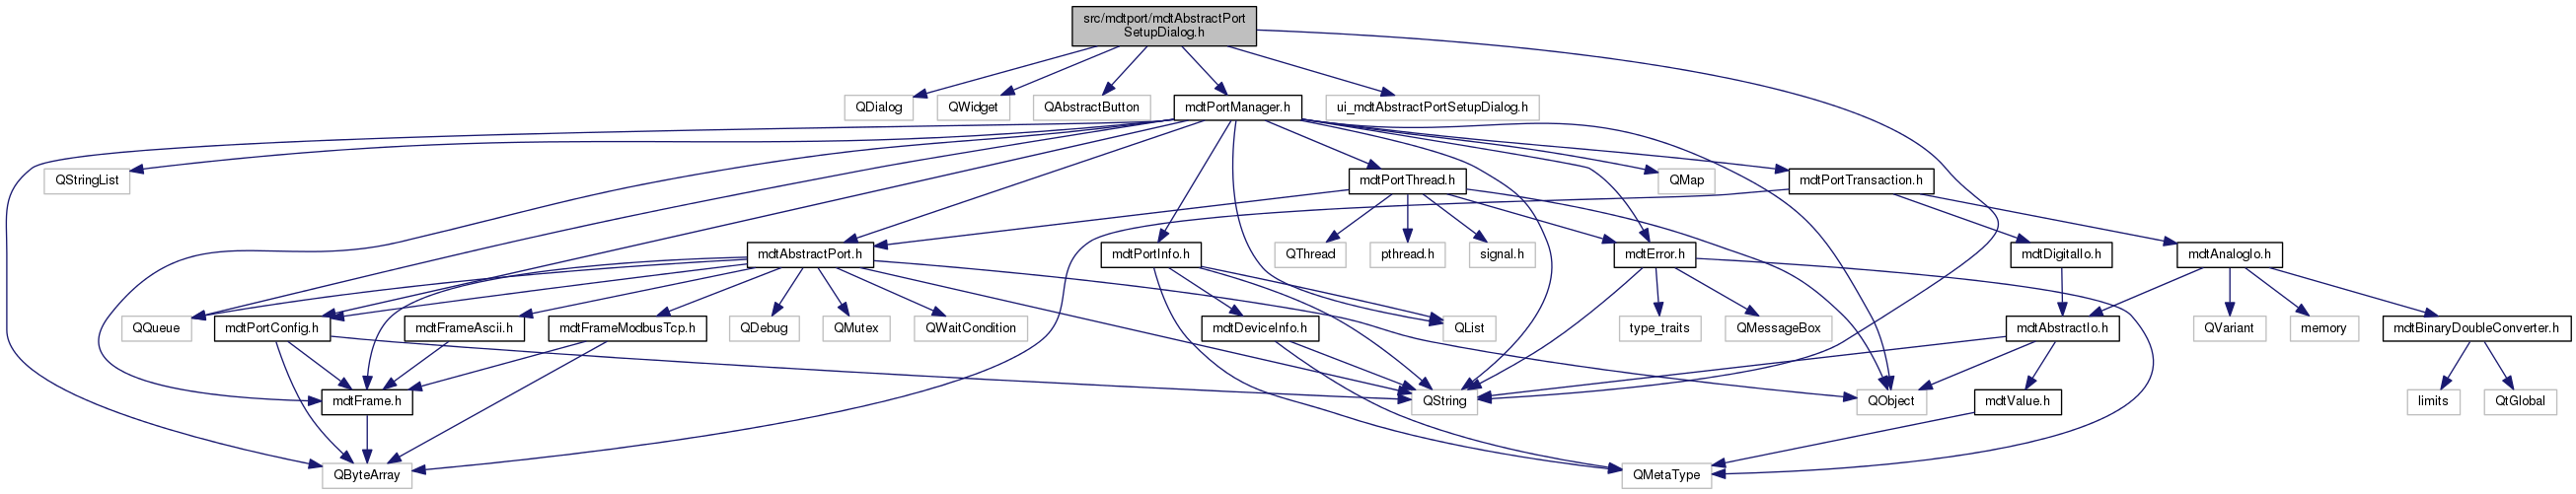 src/mdtport/mdtAbstractPort
SetupDialog.h
QDialog
QWidget
QAbstractButton
mdtPortManager.h
ui_mdtAbstractPortSetupDialog.h
QStringList
mdtPortThread.h
QMap
mdtPortTransaction.h
mdtAbstractPort.h
mdtPortInfo.h
QThread
pthread.h
signal.h
mdtError.h
mdtDigitalIo.h
mdtAnalogIo.h
QQueue
mdtPortConfig.h
mdtFrameAscii.h
mdtFrameModbusTcp.h
QDebug
QMutex
QWaitCondition
mdtDeviceInfo.h
QList
type_traits
QMessageBox
mdtAbstractIo.h
QVariant
memory
mdtBinaryDoubleConverter.h
mdtFrame.h
QString
QObject
mdtValue.h
limits
QtGlobal
QByteArray
QMetaType